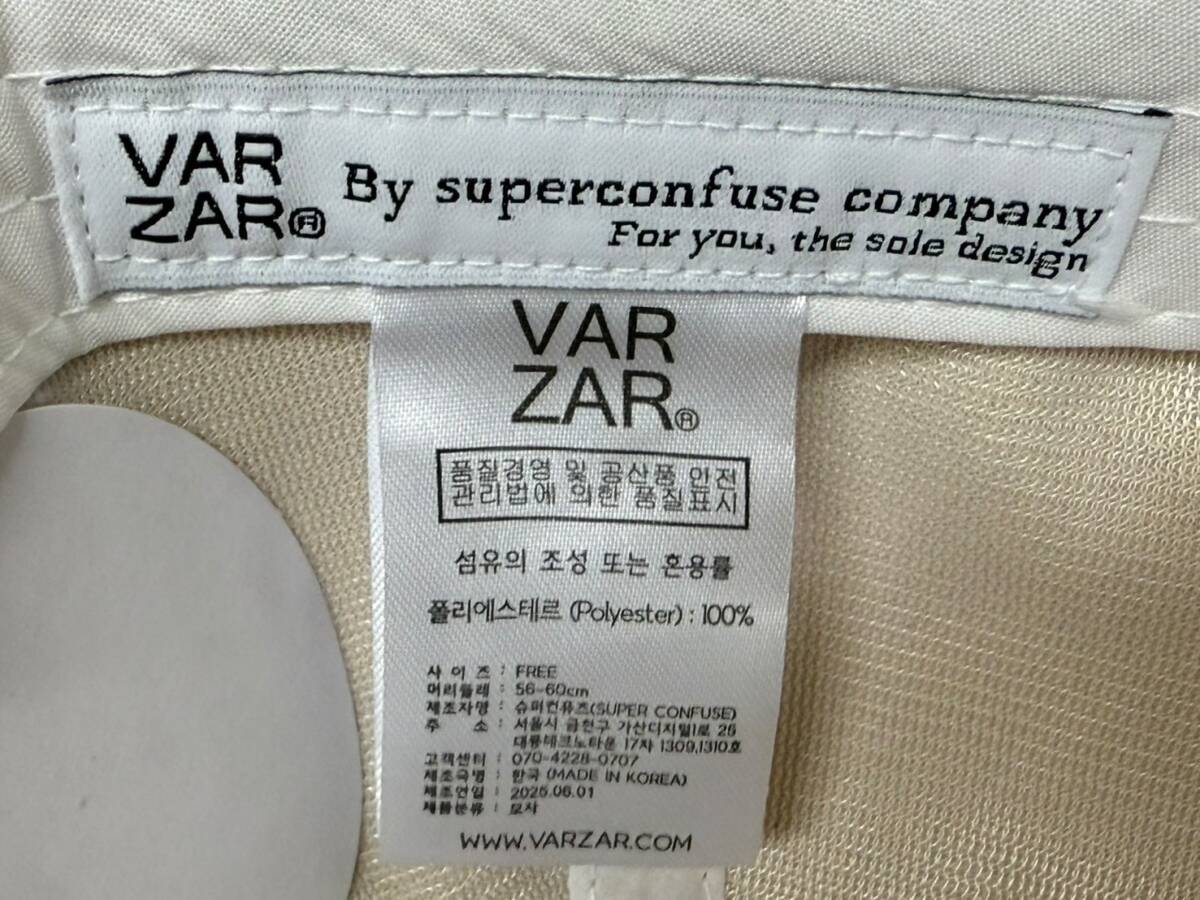 VAR
ZAR®
By superconfuse company
For you, the sole design
VAR
ZAR®
품질경영 및 공산품 안전
관리법에 의한 품질표시
섬유의 조성 또는 혼용률
폴리에스테르 (Polyester) : 100%
사 이 즈 : FREE
머리둘레 : 56-60cm
제조자명 : 슈퍼컨퓨즈(SUPER CONFUSE)
주 소 : 서울시 금천구 가산디지털1로 25
대륭테크노타운 17차 1309,1310호
고객센터 : 070-4228-0707
제조국명 : 한국 (MADE IN KOREA)
제조연일 : 2025.06.01
제품분류 : 모자
WWW.VARZAR.COM